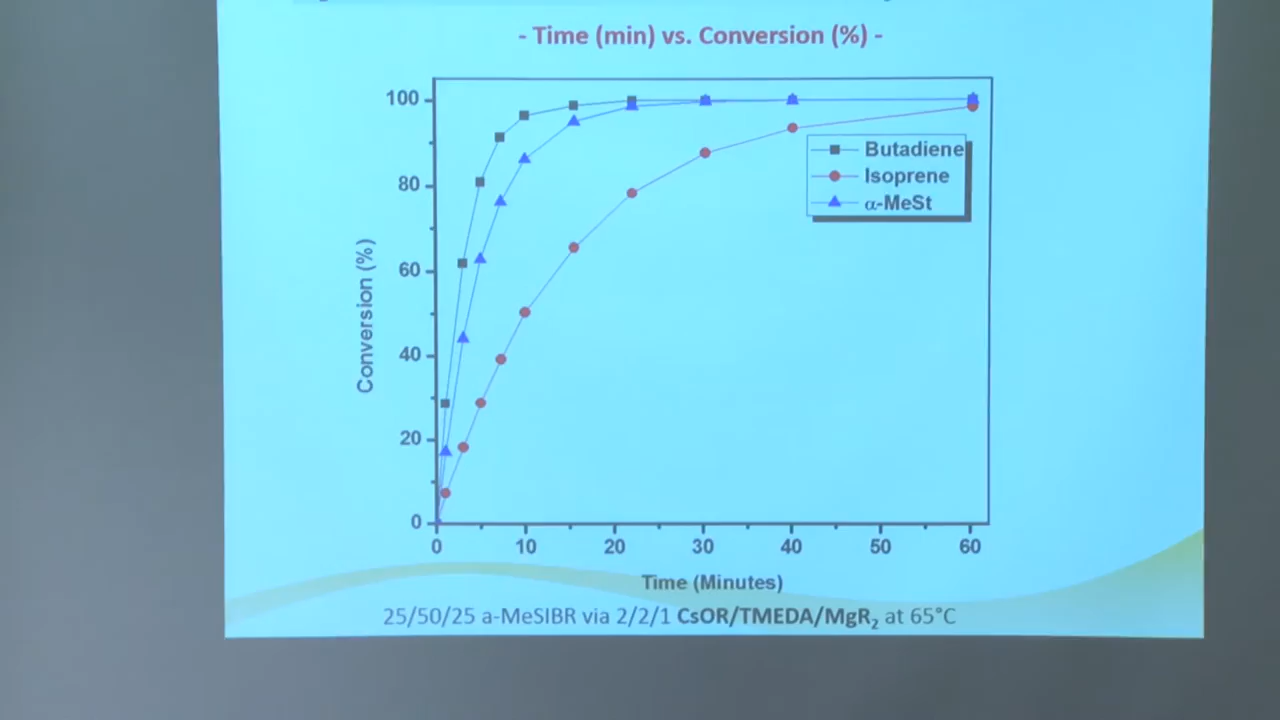 - Time (min) vs. Conversion (%) -
100
80
60
40
20
0
Conversion (%)
Butadiene
Isoprene
α-MeSt
0 10 20 30 40 50 60
Time (Minutes)
25/50/25 a-MeSIBR via 2/2/1 CsOR/TMEDA/MgR₂ at 65°C